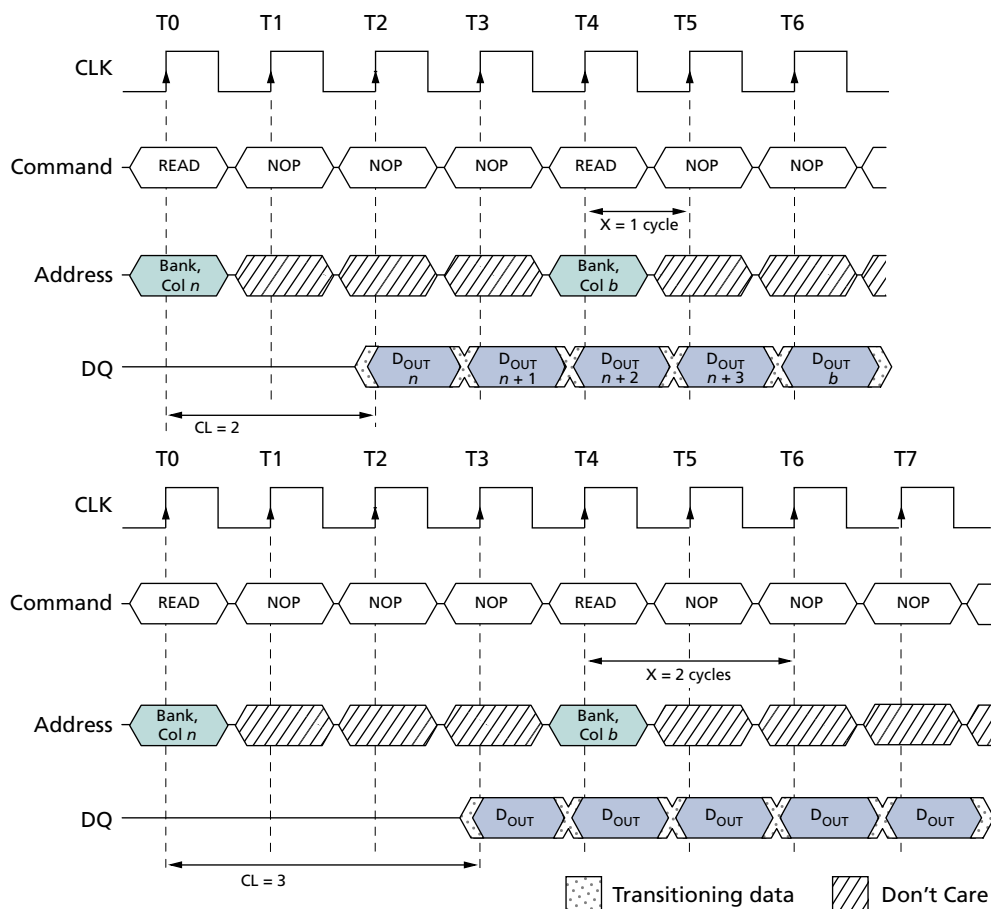 T0 T1 T2 T3 T4 T5 T6
CLK
Command READ NOP NOP NOP READ NOP NOP
X = 1 cycle
Address Bank, Col n Bank, Col b
DQ DOUT n DOUT n + 1 DOUT n + 2 DOUT n + 3 DOUT b
CL = 2
T0 T1 T2 T3 T4 T5 T6 T7
CLK
Command READ NOP NOP NOP READ NOP NOP NOP
X = 2 cycles
Address Bank, Col n Bank, Col b
DQ DOUT DOUT DOUT DOUT DOUT
CL = 3
Transitioning data Don't Care